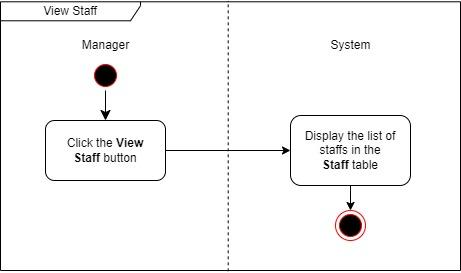 View Staff
Manager
System
Click the View
Staff button
Display the list of
staffs in the
Staff table